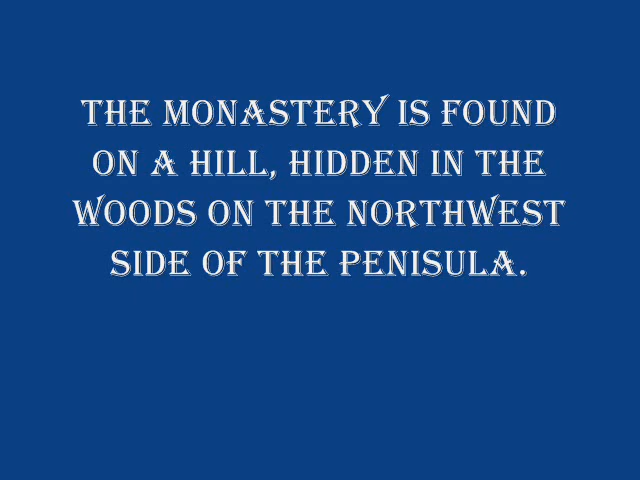 THE MONASTERY IS FOUND
ON A HILL, HIDDEN IN THE
WOODS ON THE NORTHWEST
SIDE OF THE PENISULA.